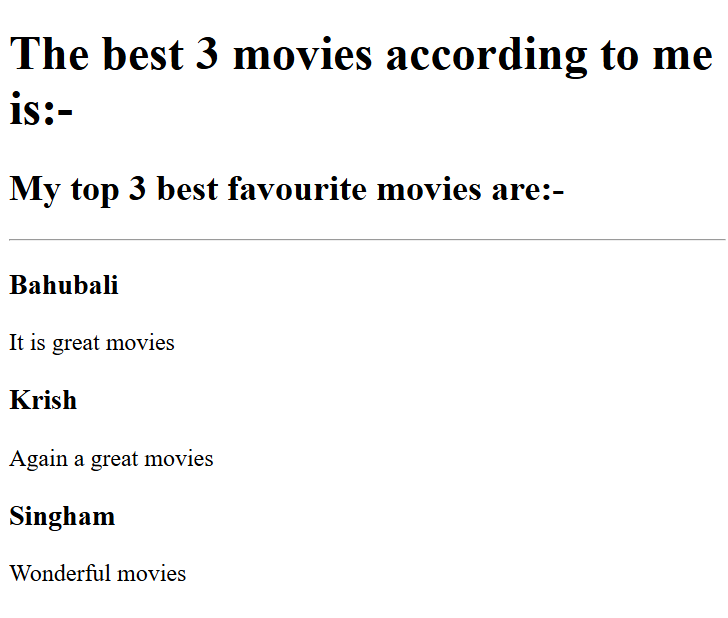 The best 3 movies according to me
is:-
My top 3 best favourite movies are:-
Bahubali
It is great movies
Krish
Again a great movies
Singham
Wonderful movies